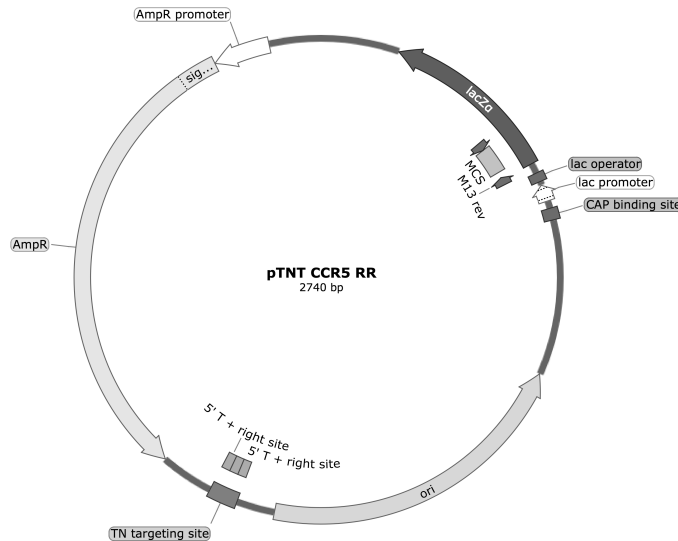 AmpR promoter
sig...
lacZα
lac operator
lac promoter
CAP binding site
MCS
M13 rev
AmpR
pTNT CCR5 RR
2740 bp
5' T + right site
5' T + right site
ori
TN targeting site